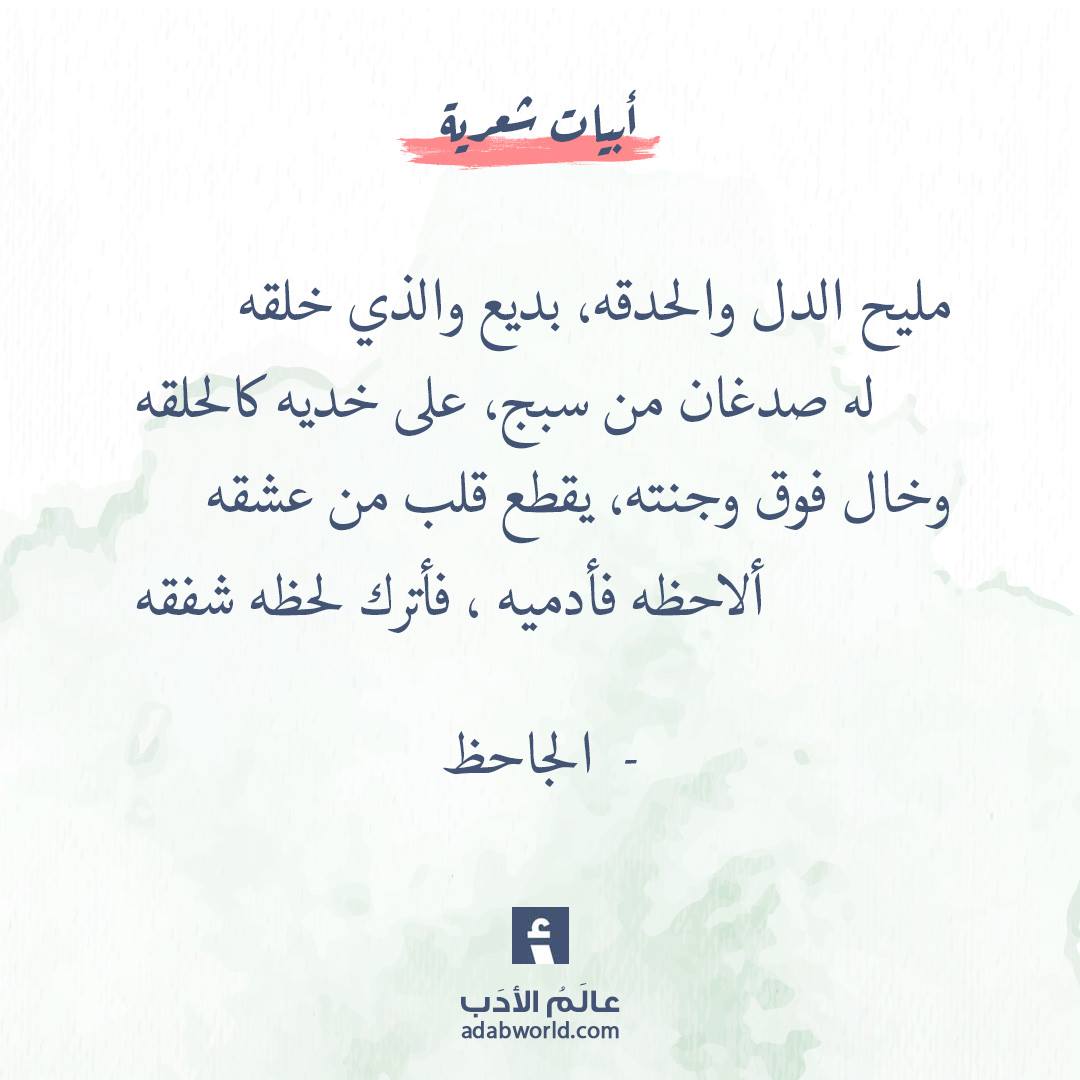 أبيات شعرية
مليح الدل والحدقه، بديع والذي خلقه
له صدغان من سبج، على خديه كالحلقه
وخال فوق وجنته، يقطع قلب من عشقه
ألاحظه فأدميه ، فأترك لحظه شفقه
- الجاحظ
أ
عالَمُ الأدَب
adabworld.com